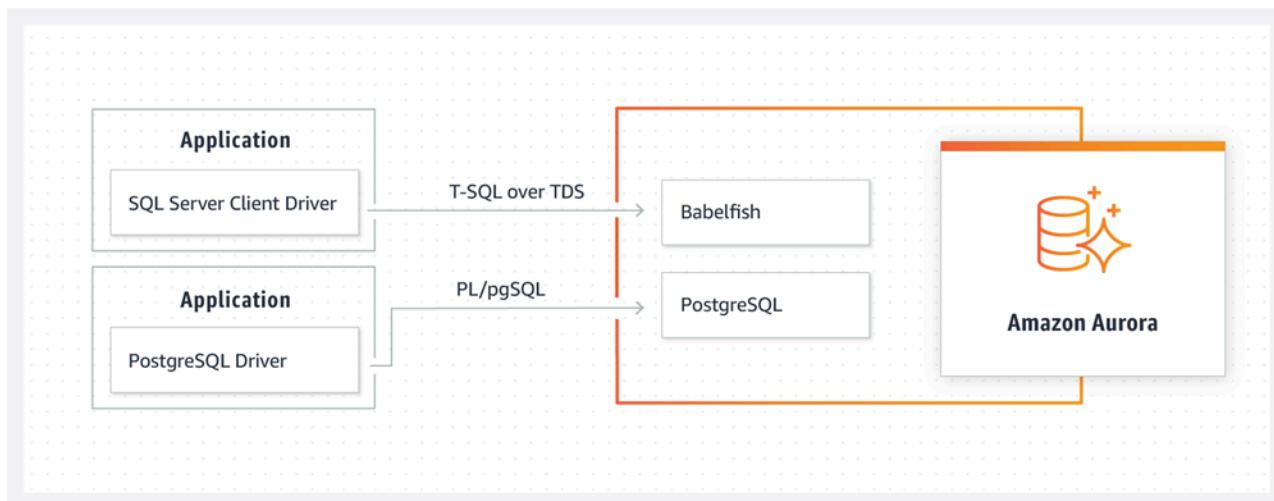 Application
SQL Server Client Driver
T-SQL over TDS
Babelfish
Application
PostgreSQL Driver
PL/pgSQL
PostgreSQL
Amazon Aurora